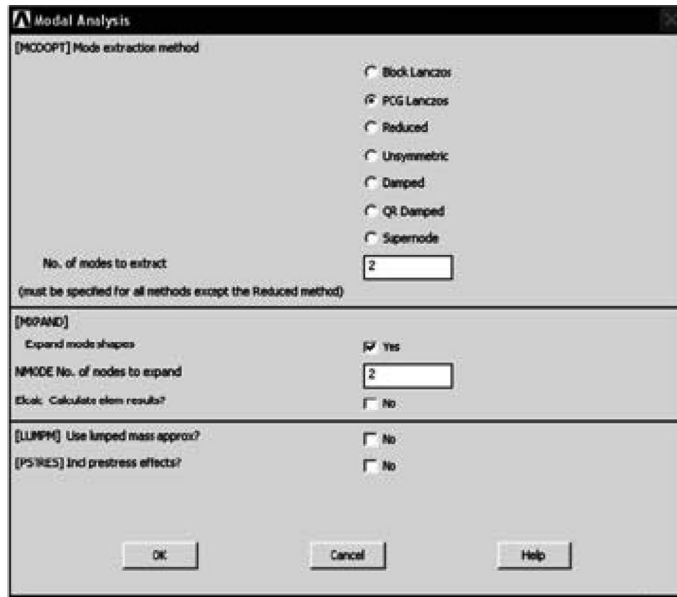 Modal Analysis
[MODOPT] Mode extraction method
Block Lanczos
PCG Lanczos
Reduced
Unsymmetric
Damped
QR Damped
Supernode
No. of modes to extract 2
(must be specified for all methods except the Reduced method)
[MXPAND]
Expand mode shapes Yes
NMODE No. of modes to expand 2
Elcalc Calculate elem results? No
[LUMPM] Use lumped mass approx? No
[PSTRES] Incl prestress effects? No
OK Cancel Help